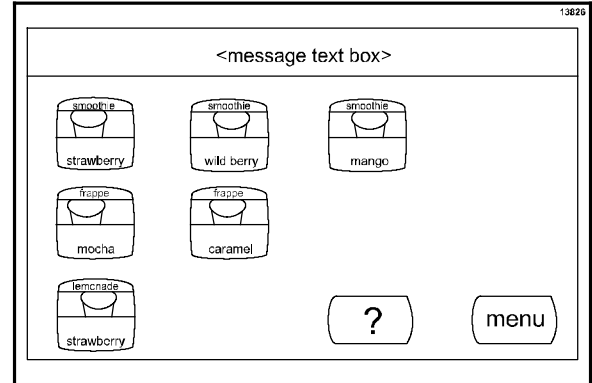 13826
<message text box>
smoothie smoothie smoothie
strawberry wild berry mango
frappe frappe
mocha caramel
lemonade
strawberry
? menu